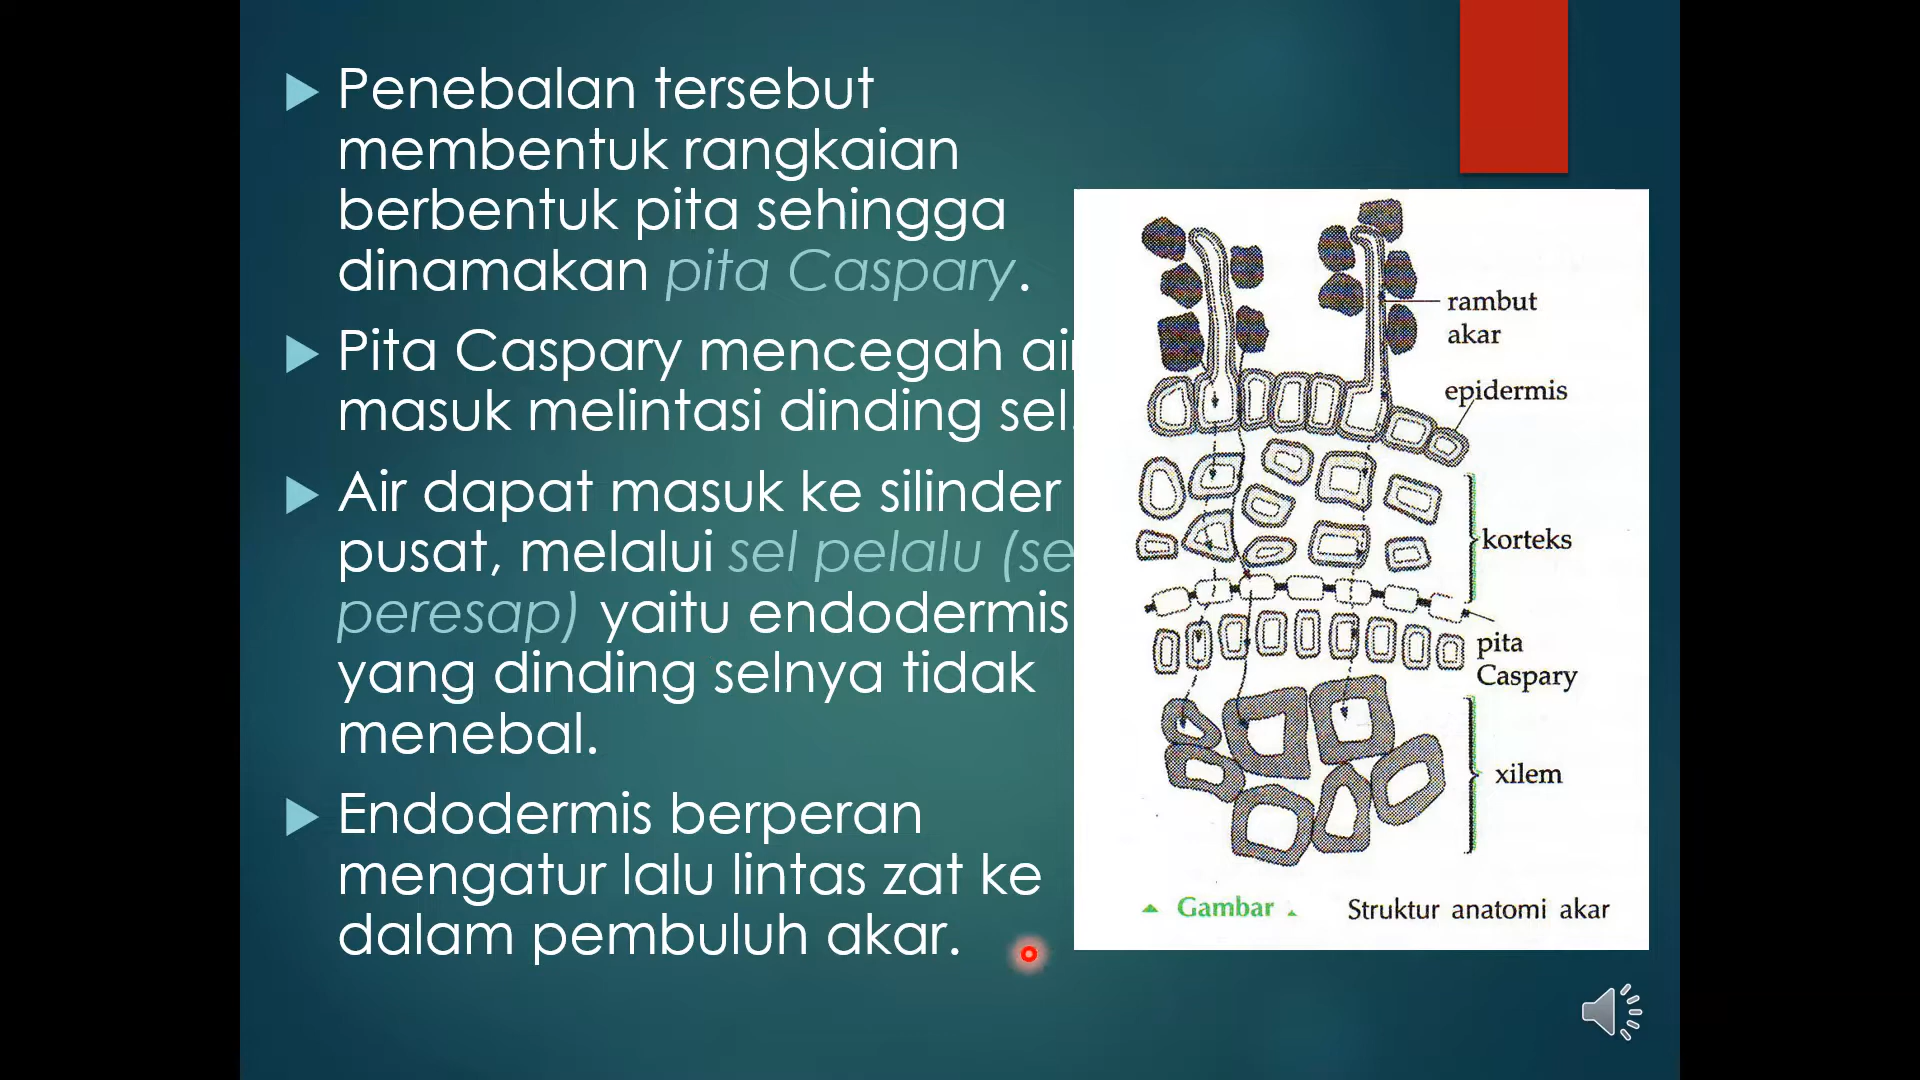 Penebalan tersebut
membentuk rangkaian
berbentuk pita sehingga
dinamakan pita Caspary.
Pita Caspary mencegah air
masuk melintasi dinding sel.
Air dapat masuk ke silinder
pusat, melalui sel pelalu (se
peresap) yaitu endodermis
yang dinding selnya tidak
menebal.
Endodermis berperan
mengatur lalu lintas zat ke
dalam pembuluh akar.
rambut
akar
epidermis
korteks
pita
Caspary
xilem
Gambar Struktur anatomi akar